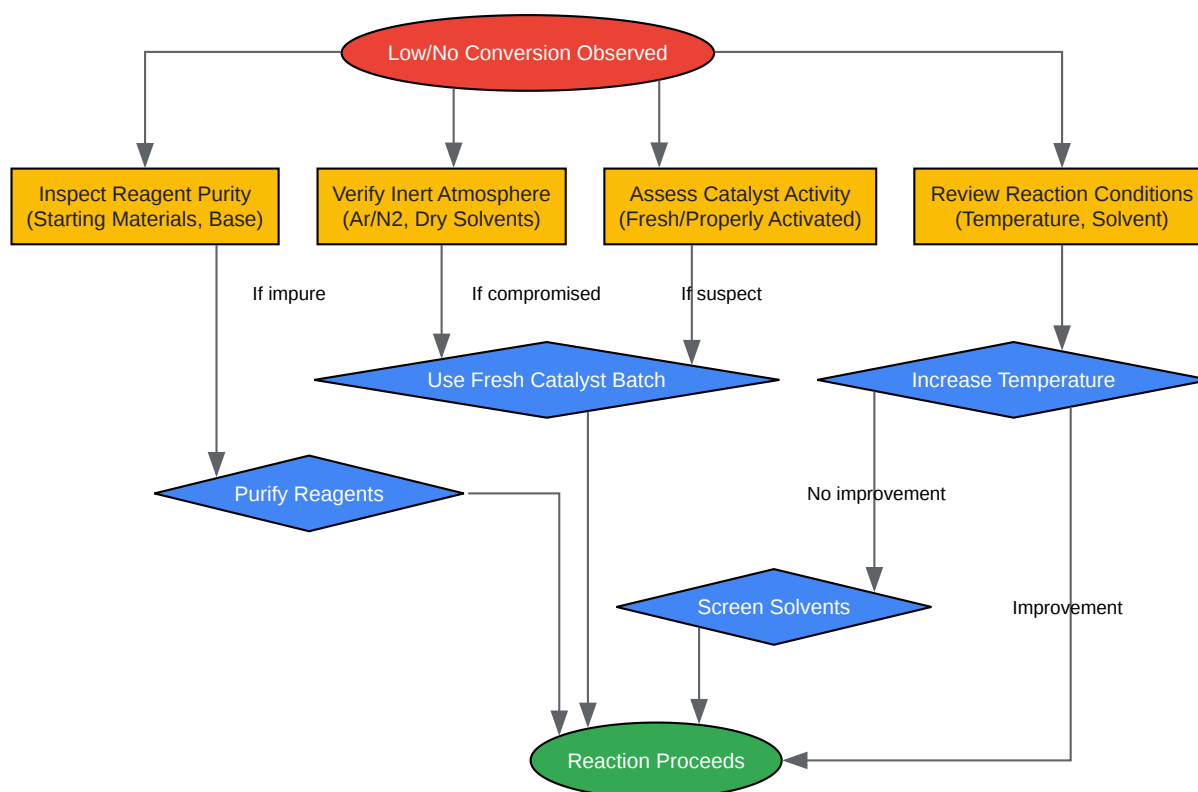 Low/No Conversion Observed
Inspect Reagent Purity
(Starting Materials, Base)
Verify Inert Atmosphere
(Ar/N2, Dry Solvents)
Assess Catalyst Activity
(Fresh/Properly Activated)
Review Reaction Conditions
(Temperature, Solvent)
If impure
If compromised
If suspect
Use Fresh Catalyst Batch
Increase Temperature
Purify Reagents
No improvement
Screen Solvents
Improvement
Reaction Proceeds